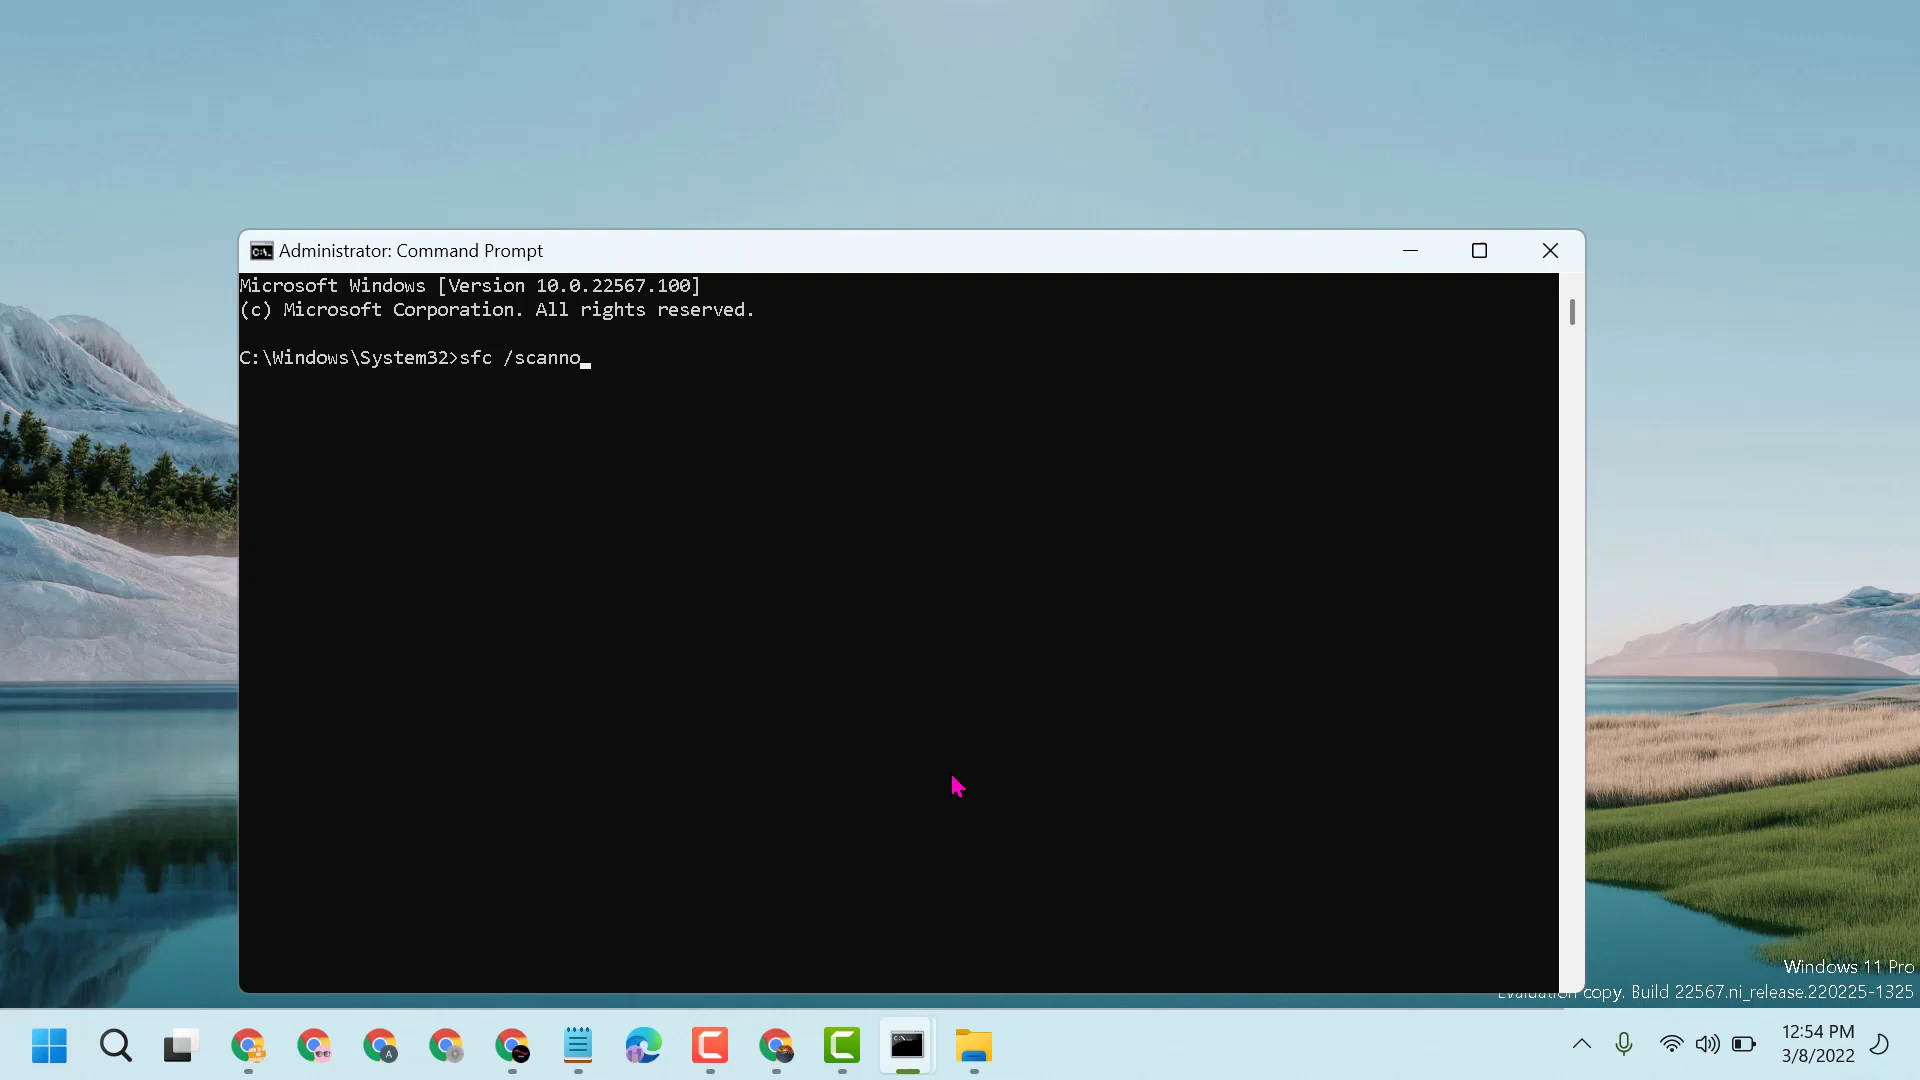 Administrator: Command Prompt
Microsoft Windows [Version 10.0.22567.100]
(c) Microsoft Corporation. All rights reserved.
C:\Windows\System32>sfc /scanno
Windows 11 Pro
Evaluation copy. Build 22567.ni_release.220225-1325
12:54 PM
3/8/2022